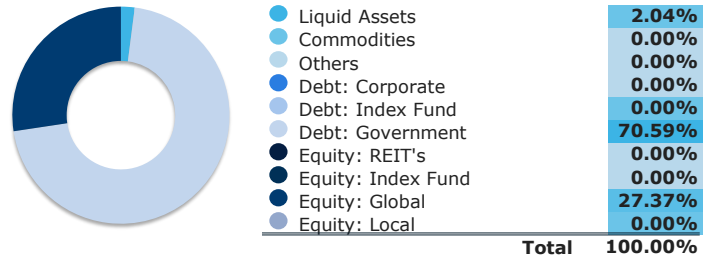 Liquid Assets 2.04%
Commodities 0.00%
Others 0.00%
Debt: Corporate 0.00%
Debt: Index Fund 0.00%
Debt: Government 70.59%
Equity: REIT's 0.00%
Equity: Index Fund 0.00%
Equity: Global 27.37%
Equity: Local 0.00%
Total 100.00%